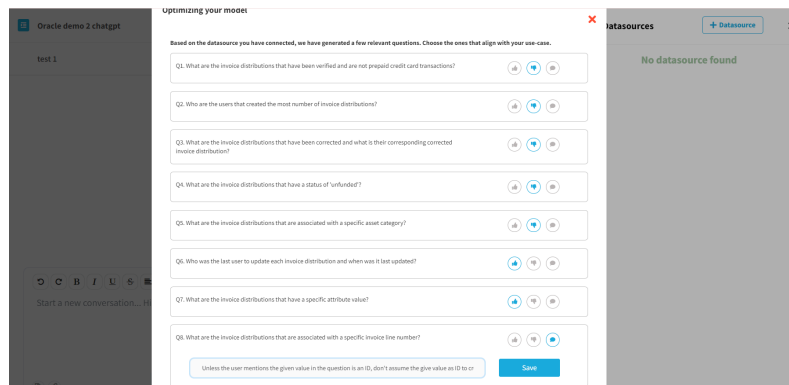 Optimizing your model
Oracle demo 2 chatgpt
Datasources
+ Datasource
Based on the datasource you have connected, we have generated a few relevant questions. Choose the ones that align with your use-case.
test 1
No datasource found
Q1. What are the invoice distributions that have been verified and are not prepaid credit card transactions?
Q2. Who are the users that created the most number of invoice distributions?
Q3. What are the invoice distributions that have been corrected and what is their corresponding corrected
invoice distribution?
Q4. What are the invoice distributions that have a status of 'unfunded'?
Q5. What are the invoice distributions that are associated with a specific asset category?
Q6. Who was the last user to update each invoice distribution and when was it last updated?
B I U S
Q7. What are the invoice distributions that have a specific attribute value?
Start a new conversation... Hi
Q8. What are the invoice distributions that are associated with a specific invoice line number?
Unless the user mentions the given value in the question is an ID, don't assume the give value as ID to cr
Save